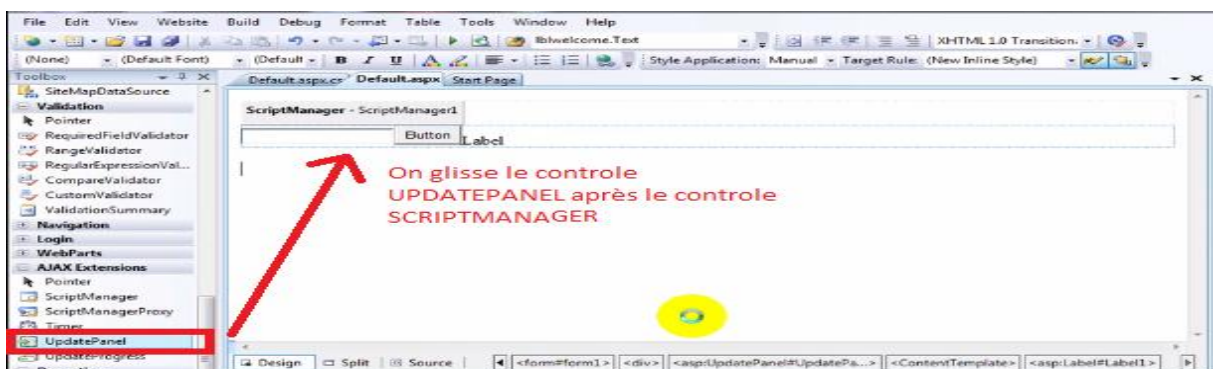 File Edit View Website Build Debug Format Table Tools Window Help
lblwelcome.Text XHTML 1.0 Transition.
(None) (Default Font) (Default B I U A Style Application: Manual Target Rule: (New Inline Style)
Toolbox Default.aspx.cs Default.aspx Start Page
SiteMapDataSource
Validation
Pointer
RequiredFieldValidator
RangeValidator
RegularExpressionVal...
CompareValidator
CustomValidator
ValidationSummary
Navigation
Login
WebParts
AJAX Extensions
Pointer
ScriptManager
ScriptManagerProxy
Timer
UpdatePanel
UpdateProgress
ScriptManager - ScriptManager1
Button Label
On glisse le controle
UPDATEPANEL après le controle
SCRIPTMANAGER
Design Split Source <form#form1> <div> <asp:UpdatePanel#UpdatePa...> <ContentTemplate> <asp:Label#Label1>